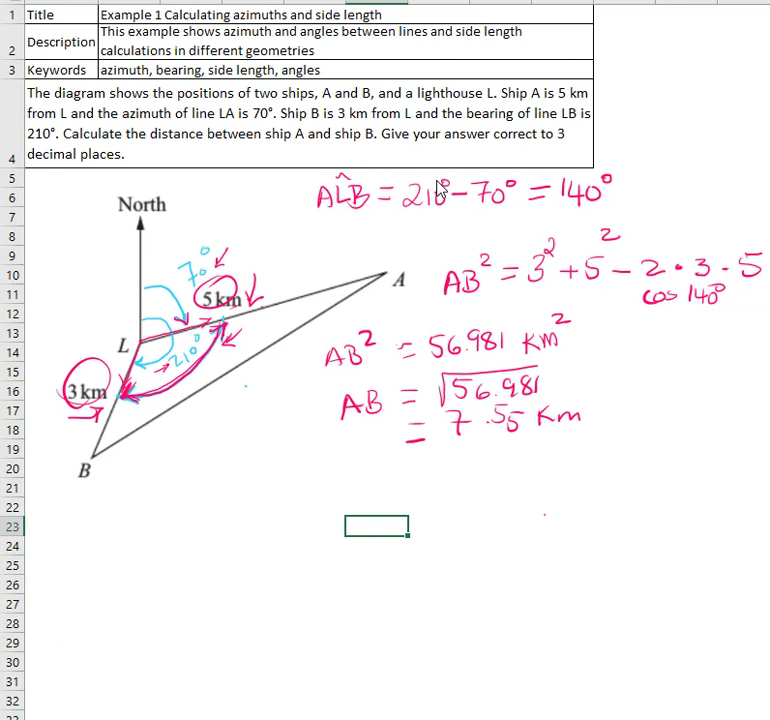 1 Title Example 1 Calculating azimuths and side length
2 Description This example shows azimuth and angles between lines and side length
calculations in different geometries
3 Keywords azimuth, bearing, side length, angles
The diagram shows the positions of two ships, A and B, and a lighthouse L. Ship A is 5 km
from L and the azimuth of line LA is 70°. Ship B is 3 km from L and the bearing of line LB is
210°. Calculate the distance between ship A and ship B. Give your answer correct to 3
4 decimal places.
5
6 AL̂B = 210° - 70° = 140°
North
7
8
9
70°
10 A AB² = 3² + 5² - 2 · 3 · 5
11 5 km cos 140°
12
13
L 210° AB² = 56.981 Km²
14
15
16 3 km AB = √56.981
17 = 7.55 Km
18
19
20 B
21
22
23
24
25
26
27
28
29
30
31
32
33